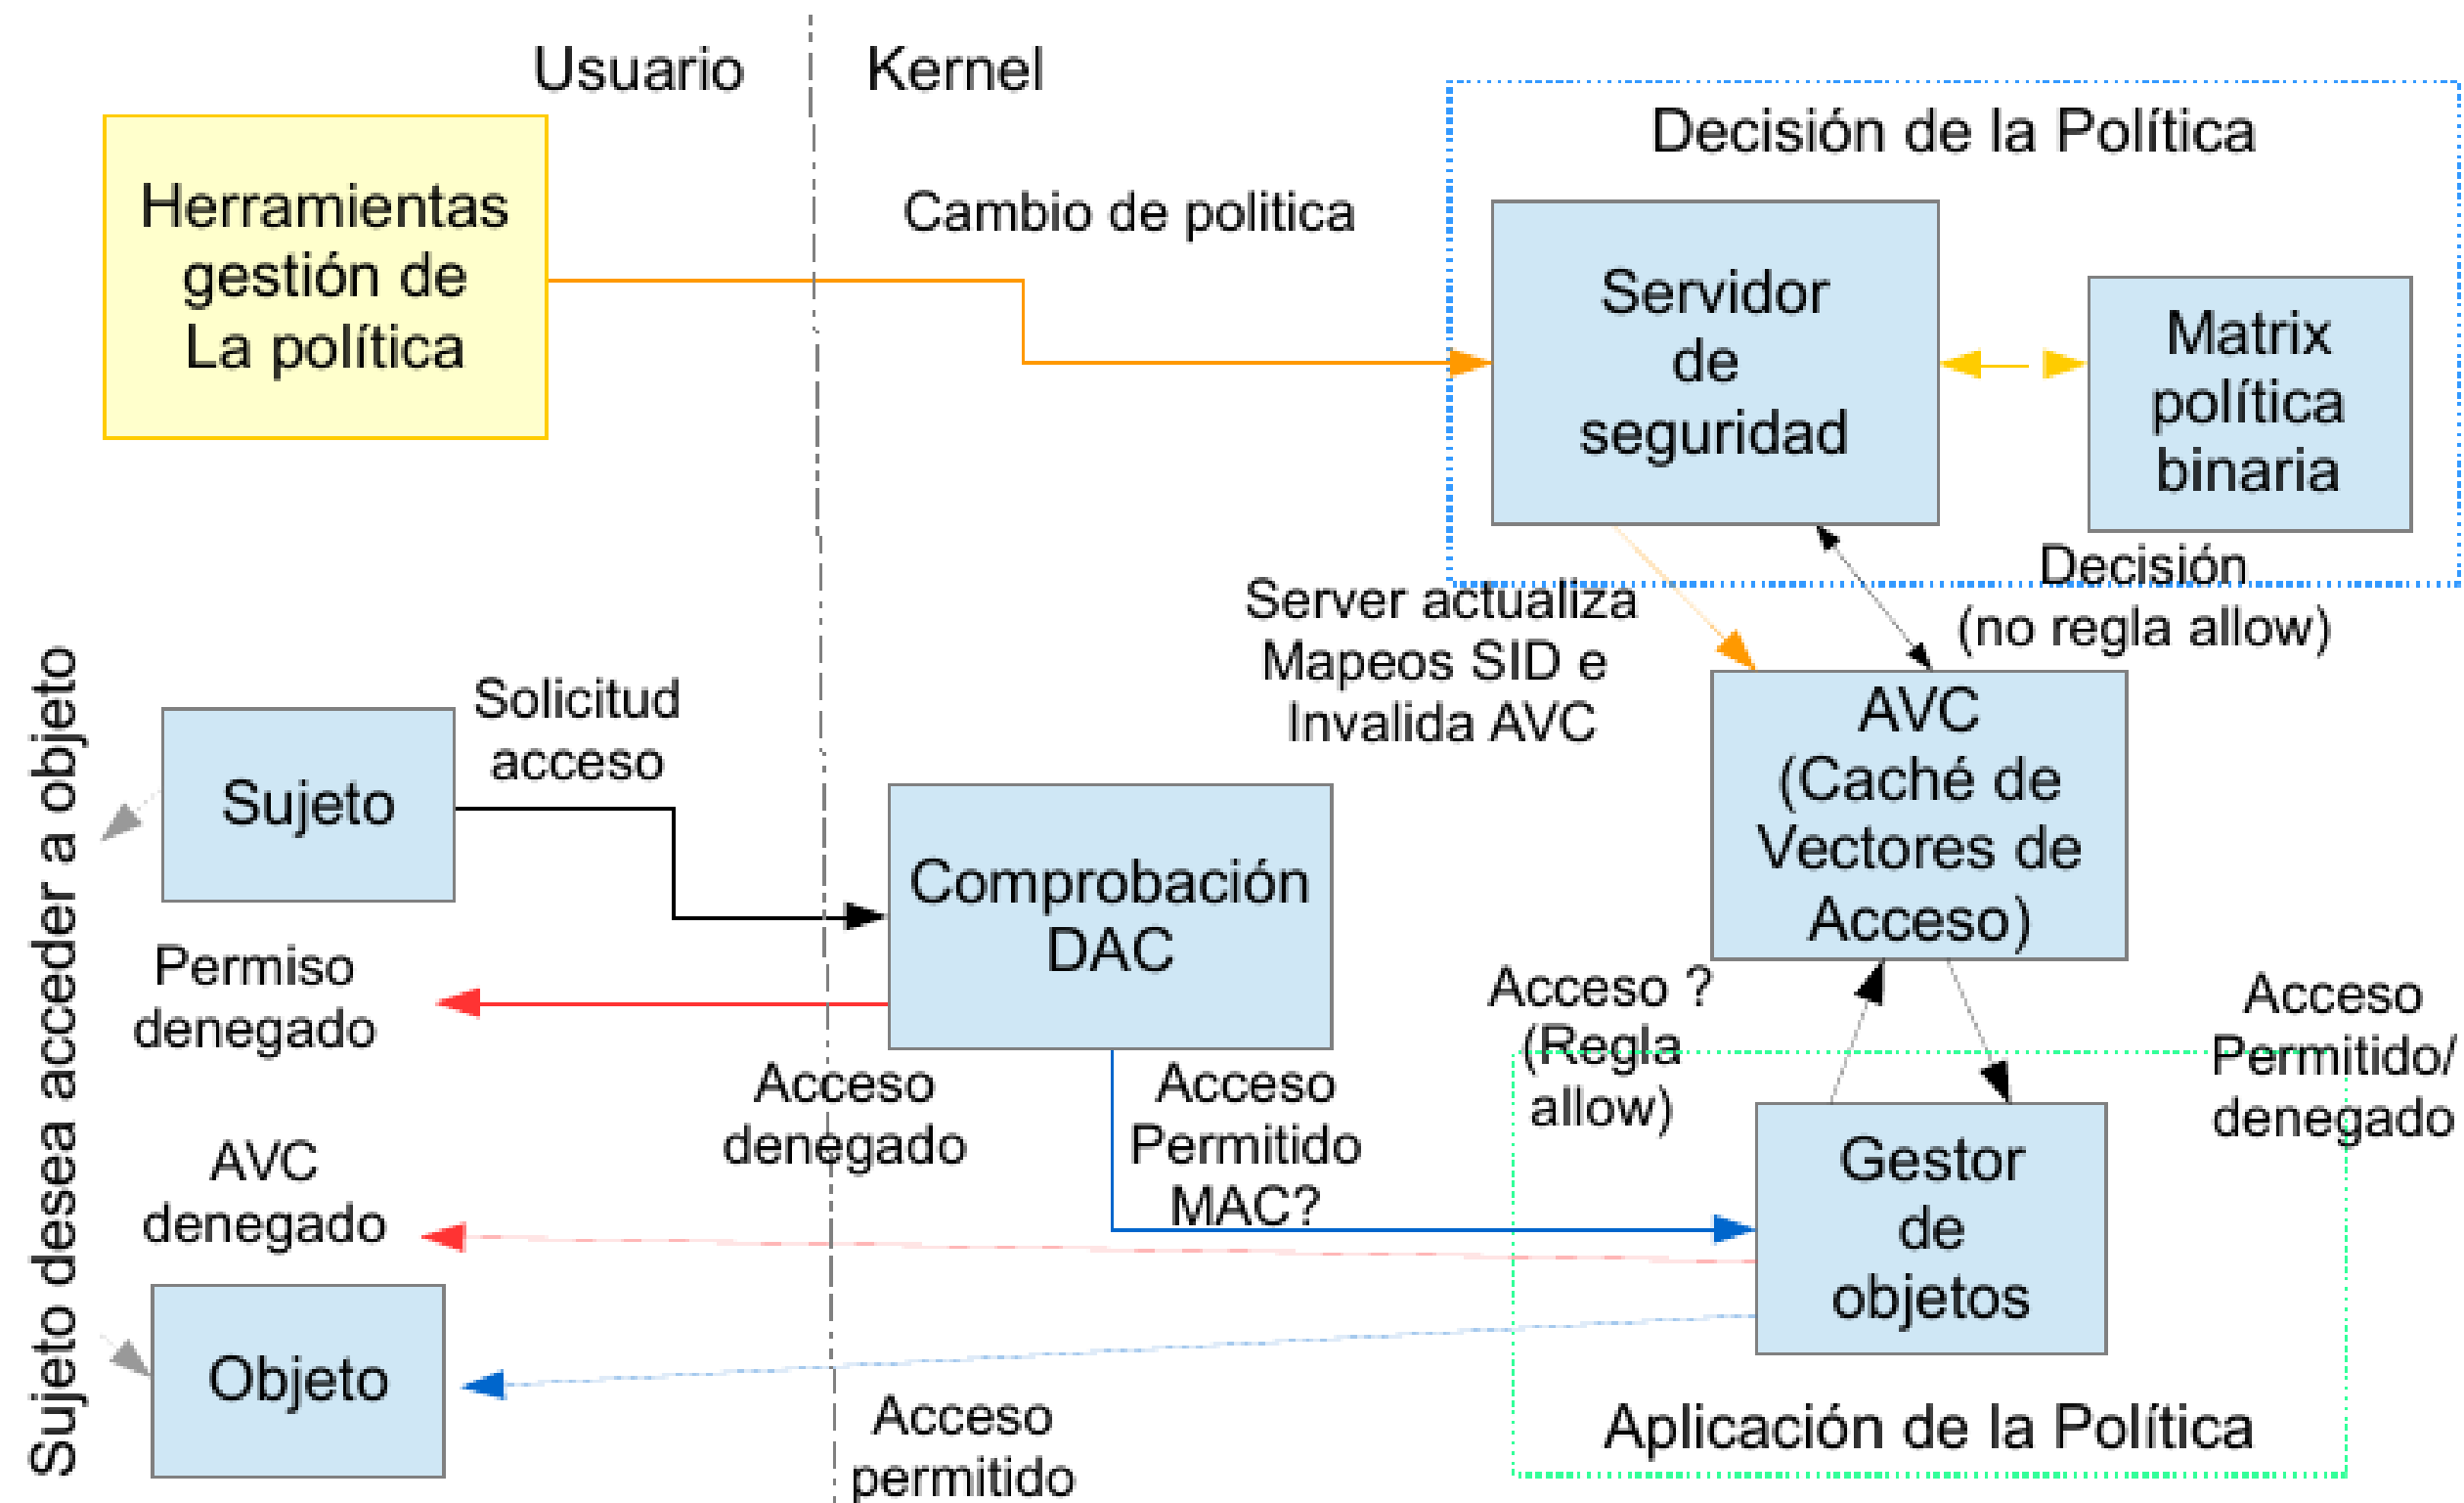 Usuario
Kernel
Herramientas
gestión de
La política
Cambio de politica
Decisión de la Política
Servidor
de
seguridad
Matrix
política
binaria
Server actualiza
Mapeos SID e
Invalida AVC
Decisión
(no regla allow)
Sujeto desea acceder a objeto
Sujeto
Solicitud
acceso
Comprobación
DAC
AVC
(Caché de
Vectores de
Acceso)
Permiso
denegado
Acceso
denegado
Acceso
Permitido
MAC?
Acceso ?
(Regla
allow)
Acceso
Permitido/
denegado
AVC
denegado
Gestor
de
objetos
Objeto
Acceso
permitido
Aplicación de la Política